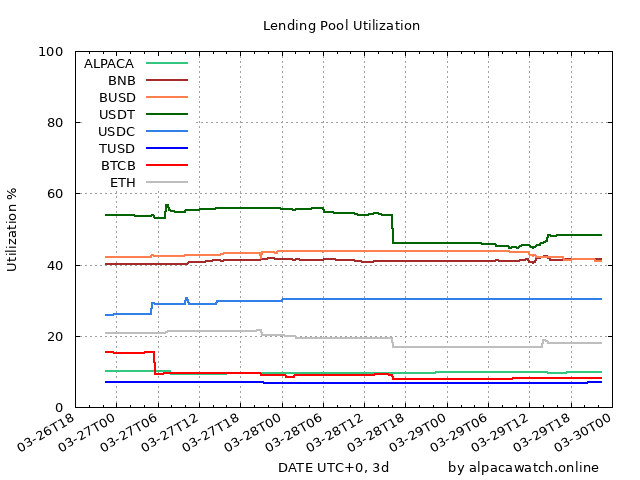 Lending Pool Utilization
Utilization %
100
80
60
40
20
0
ALPACA
BNB
BUSD
USDT
USDC
TUSD
BTCB
ETH
03-26T18
03-27T00
03-27T06
03-27T12
03-27T18
03-28T00
03-28T06
03-28T12
03-28T18
03-29T00
03-29T06
03-29T12
03-29T18
03-30T00
DATE UTC+0, 3d
by alpacawatch.online